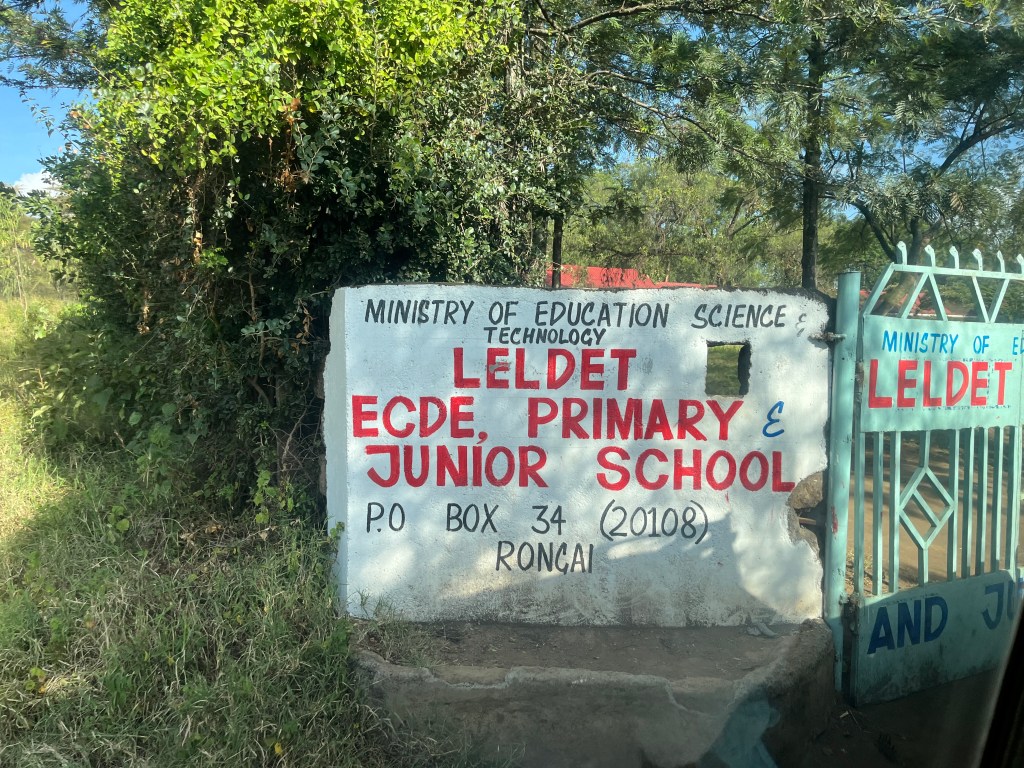 MINISTRY OF EDUCATION SCIENCE &
TECHNOLOGY
LELDET
ECDE, PRIMARY &
JUNIOR SCHOOL
P.O BOX 34 (20108)
RONGAI
MINISTRY OF
LELDET
AND